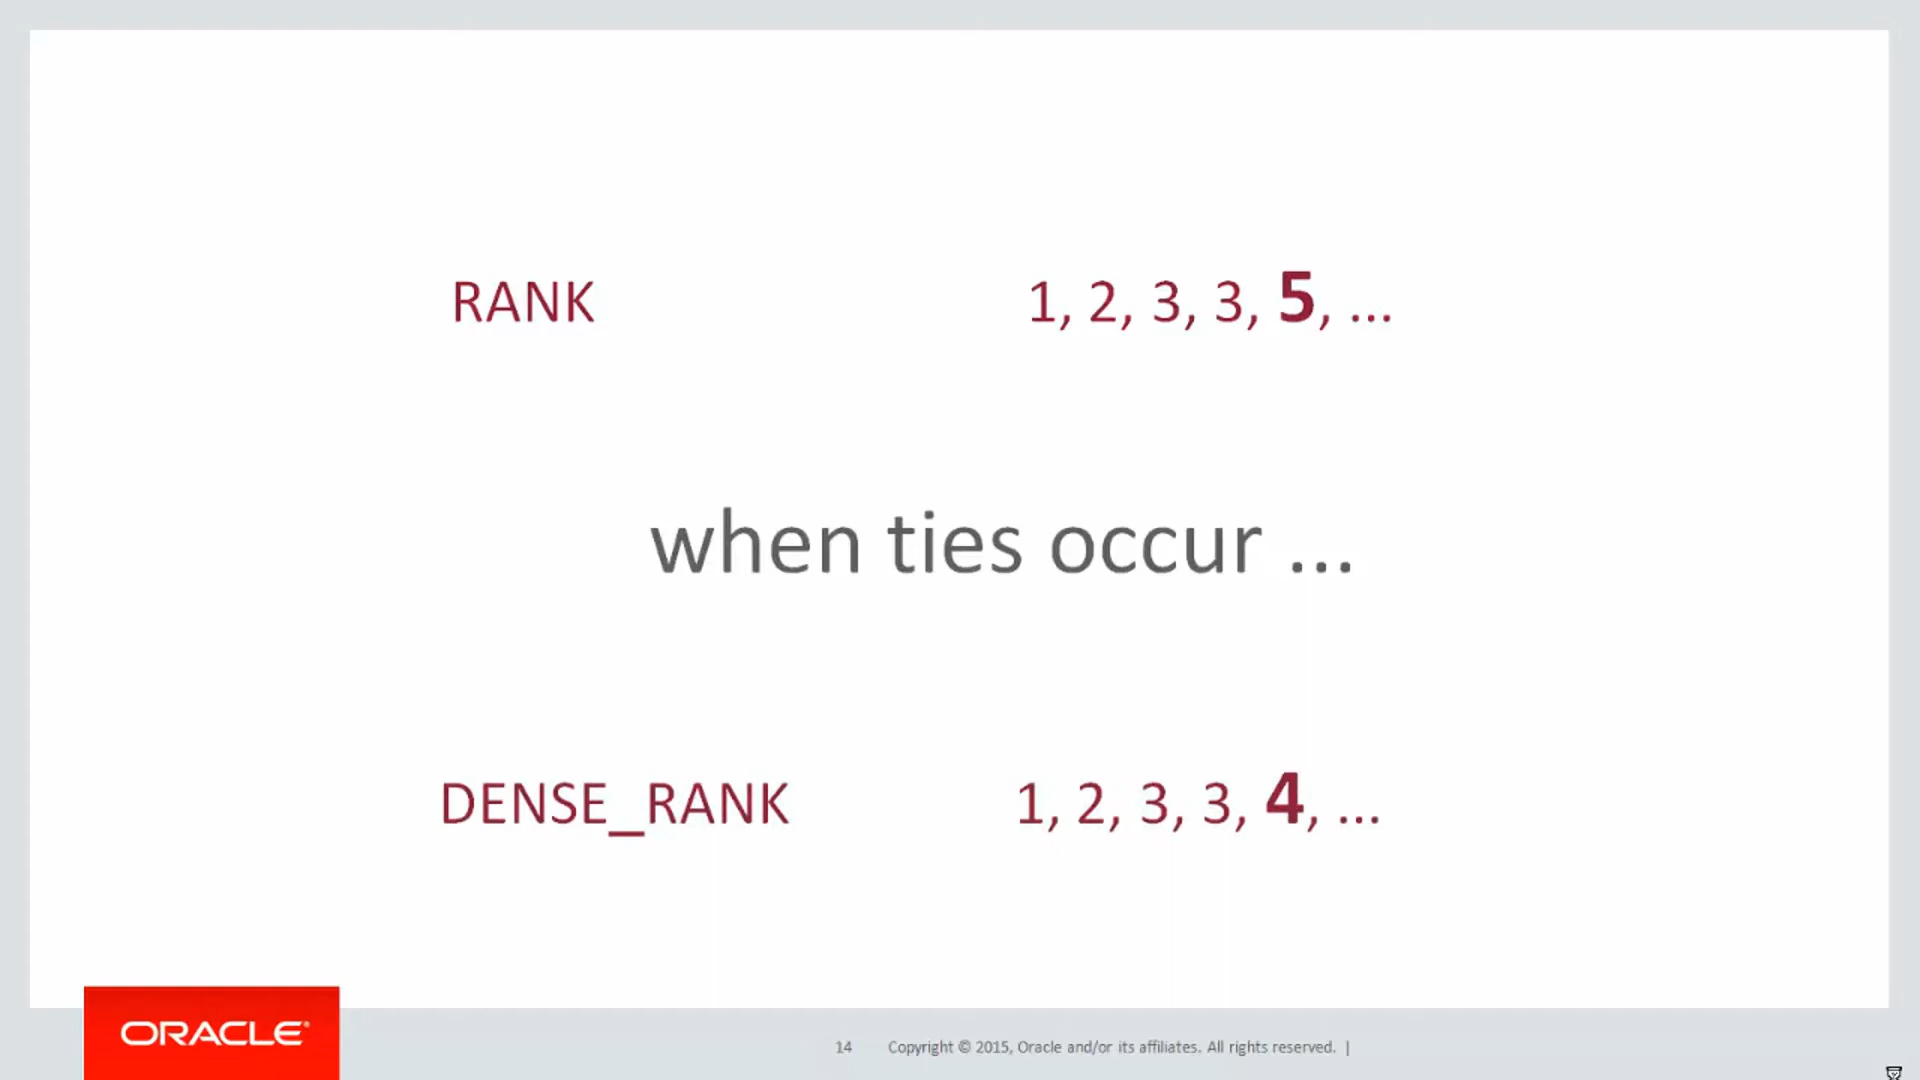 RANK 1, 2, 3, 3, 5, ...
when ties occur ...
DENSE_RANK 1, 2, 3, 3, 4, ...
ORACLE®
14 Copyright © 2015, Oracle and/or its affiliates. All rights reserved. |